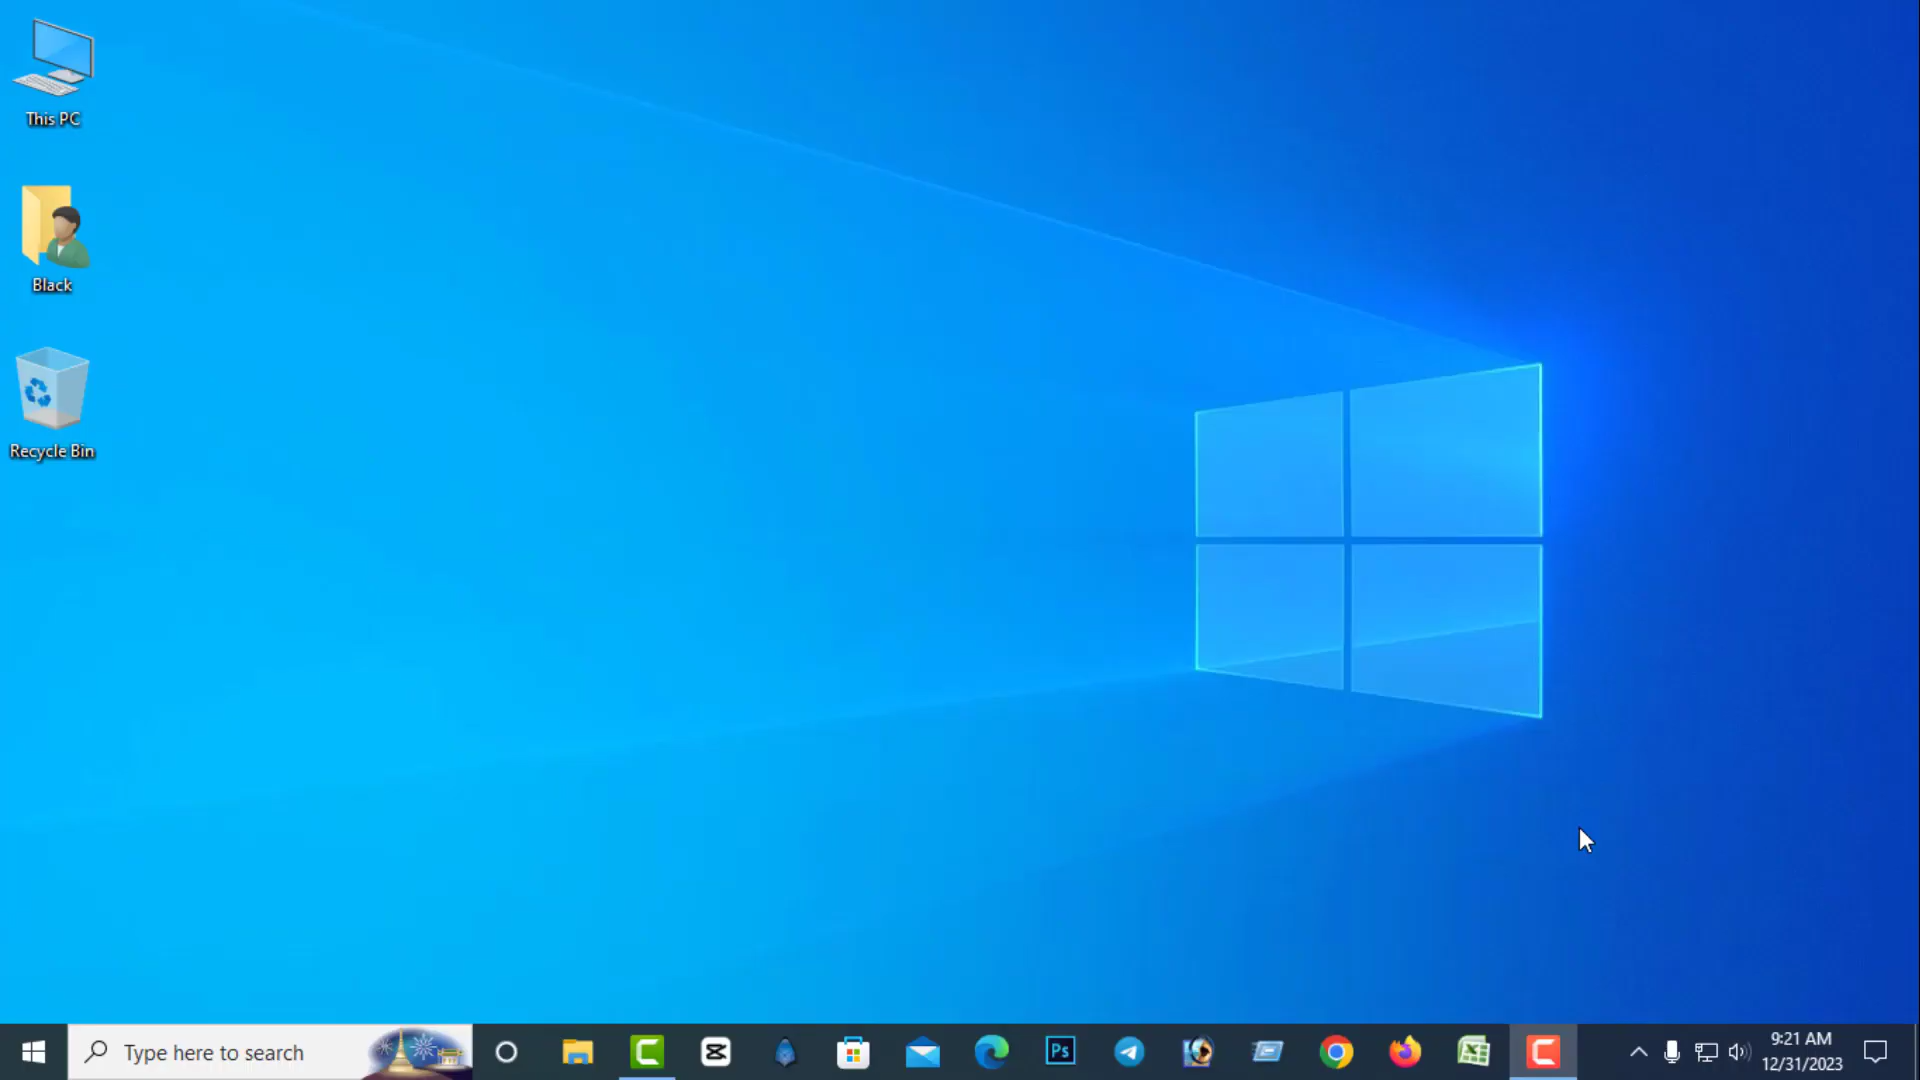 This PC
Black
Recycle Bin
Type here to search
Ps
9:21 AM
12/31/2023